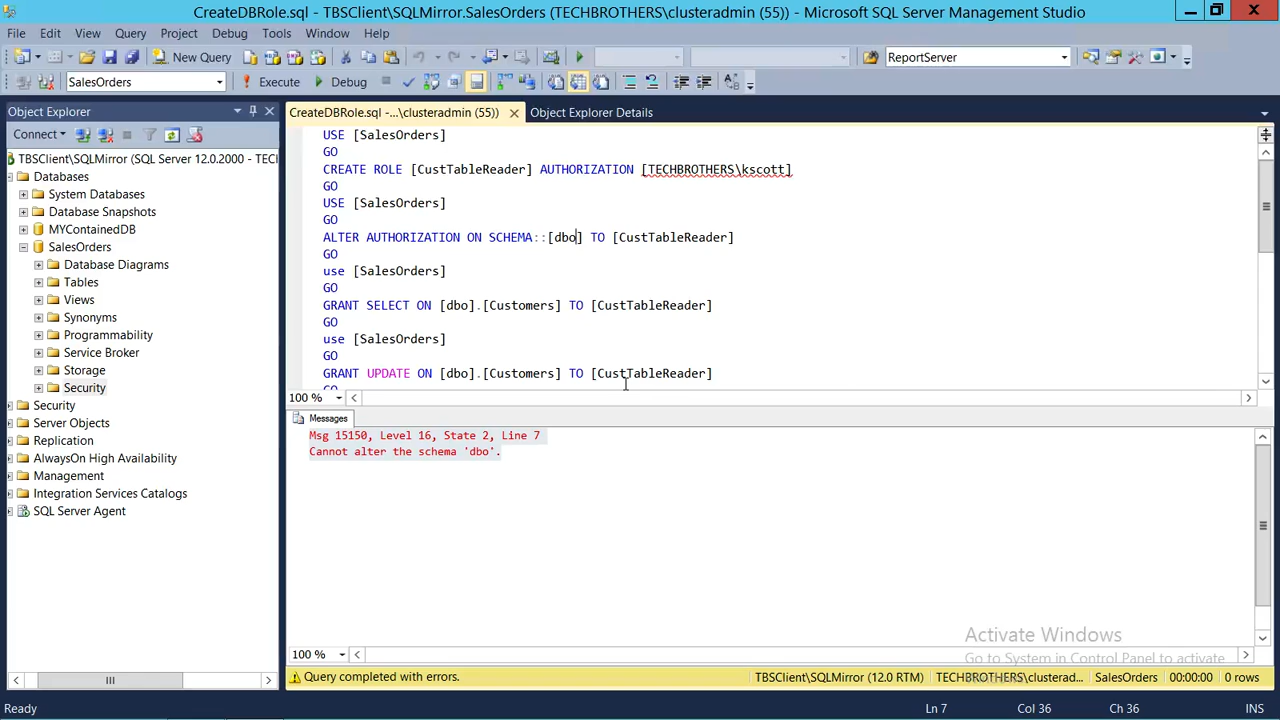 CreateDBRole.sql - TBSClient\SQLMirror.SalesOrders (TECHBROTHERS\clusteradmin (55)) - Microsoft SQL Server Management Studio
File Edit View Query Project Debug Tools Window Help
New Query ReportServer
SalesOrders Execute Debug
Object Explorer
CreateDBRole.sql -...\clusteradmin (55))
Object Explorer Details
Connect
TBSClient\SQLMirror (SQL Server 12.0.2000 - TECH
Databases
System Databases
Database Snapshots
MYContainedDB
SalesOrders
Database Diagrams
Tables
Views
Synonyms
Programmability
Service Broker
Storage
Security
Security
Server Objects
Replication
AlwaysOn High Availability
Management
Integration Services Catalogs
SQL Server Agent
USE [SalesOrders]
GO
CREATE ROLE [CustTableReader] AUTHORIZATION [TECHBROTHERS\kscott]
GO
USE [SalesOrders]
GO
ALTER AUTHORIZATION ON SCHEMA::[dbo] TO [CustTableReader]
GO
use [SalesOrders]
GO
GRANT SELECT ON [dbo].[Customers] TO [CustTableReader]
GO
use [SalesOrders]
GO
GRANT UPDATE ON [dbo].[Customers] TO [CustTableReader]
GO
100 %
Messages
Msg 15150, Level 16, State 2, Line 7
Cannot alter the schema 'dbo'.
Activate Windows
Go to System in Control Panel to activate
100 %
Query completed with errors. TBSClient\SQLMirror (12.0 RTM) TECHBROTHERS\clusterad... SalesOrders 00:00:00 0 rows
Ready Ln 7 Col 36 Ch 36 INS